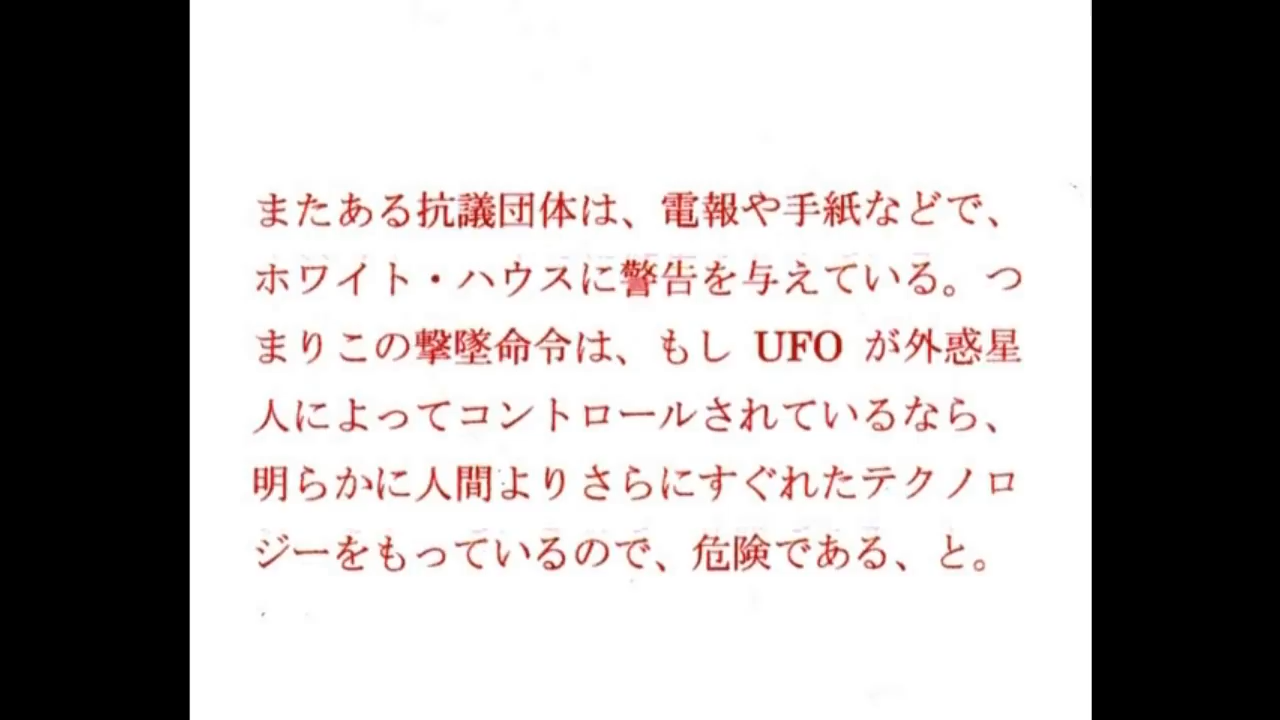 またある抗議団体は、電報や手紙などで、
ホワイト・ハウスに警告を与えている。つ
まりこの撃墜命令は、もし UFO が外惑星
人によってコントロールされているなら、
明らかに人間よりさらにすぐれたテクノロ
ジーをもっているので、危険である、と。